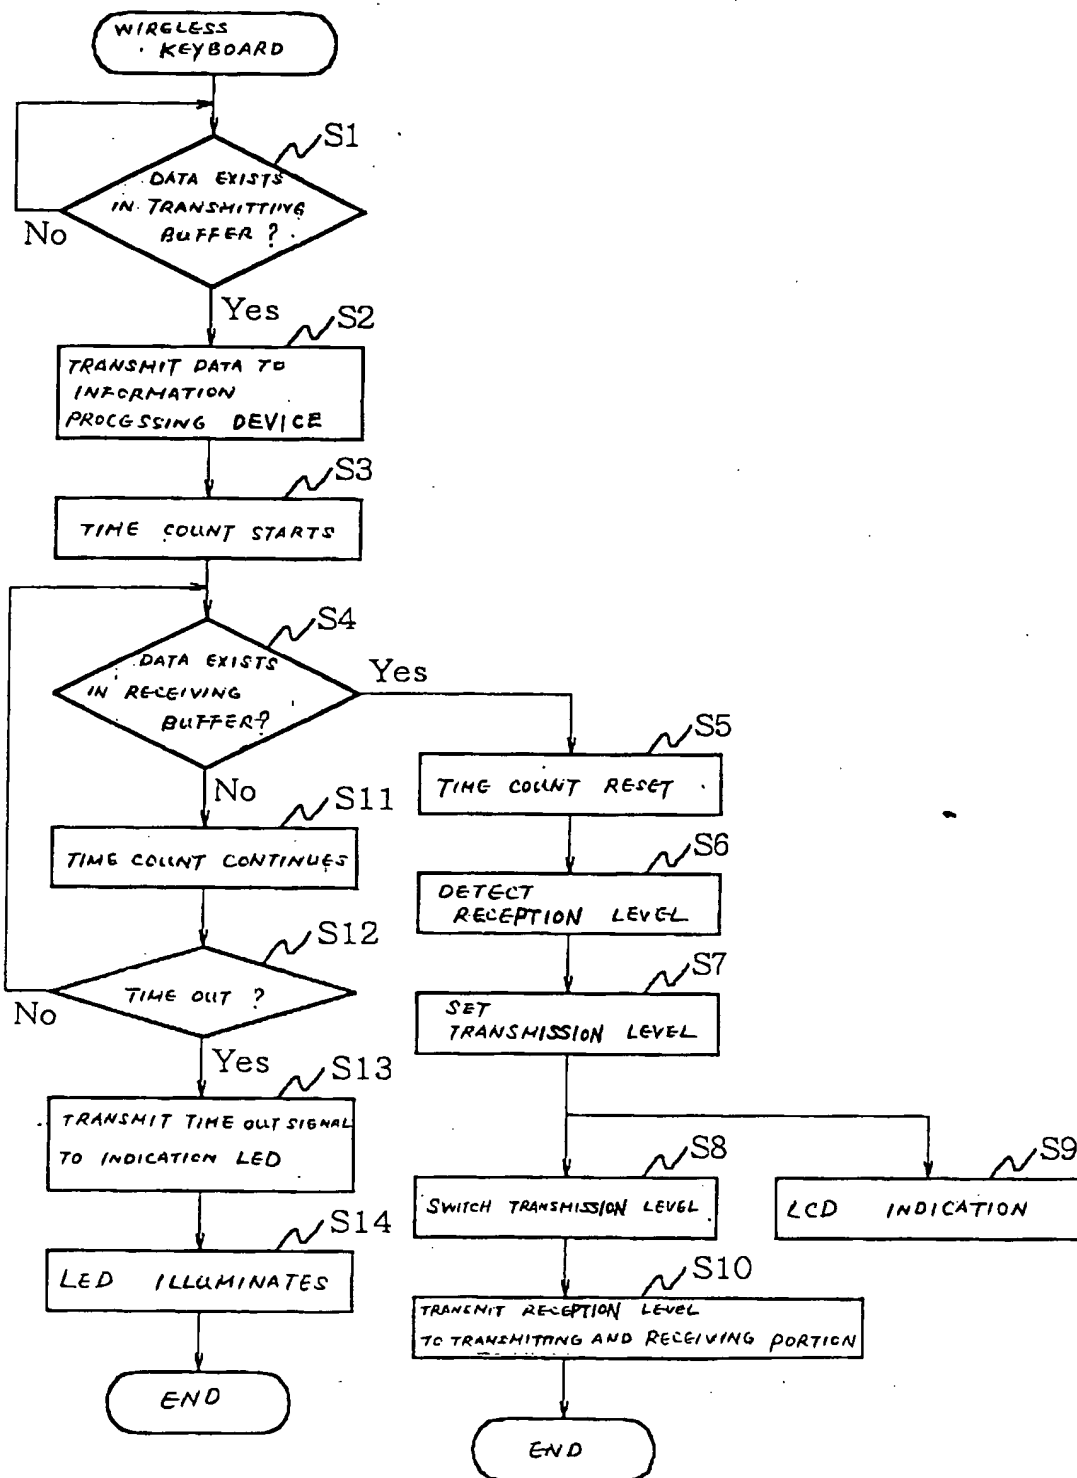 WIRELESS
KEYBOARD
S1
DATA EXISTS
IN TRANSMITTING
BUFFER ?
No
Yes
S2
TRANSMIT DATA TO
INFORMATION
PROCESSING DEVICE
S3
TIME COUNT STARTS
S4
DATA EXISTS
IN RECEIVING
BUFFER?
Yes
No
S11
TIME COUNT CONTINUES
S12
TIME OUT ?
No
Yes
S13
TRANSMIT TIME OUT SIGNAL
TO INDICATION LED
S14
LED ILLUMINATES
END
S5
TIME COUNT RESET
S6
DETECT
RECEPTION LEVEL
S7
SET
TRANSMISSION LEVEL
S8
SWITCH TRANSMISSION LEVEL
S9
LCD INDICATION
S10
TRANSMIT RECEPTION LEVEL
TO TRANSMITTING AND RECEIVING PORTION
END